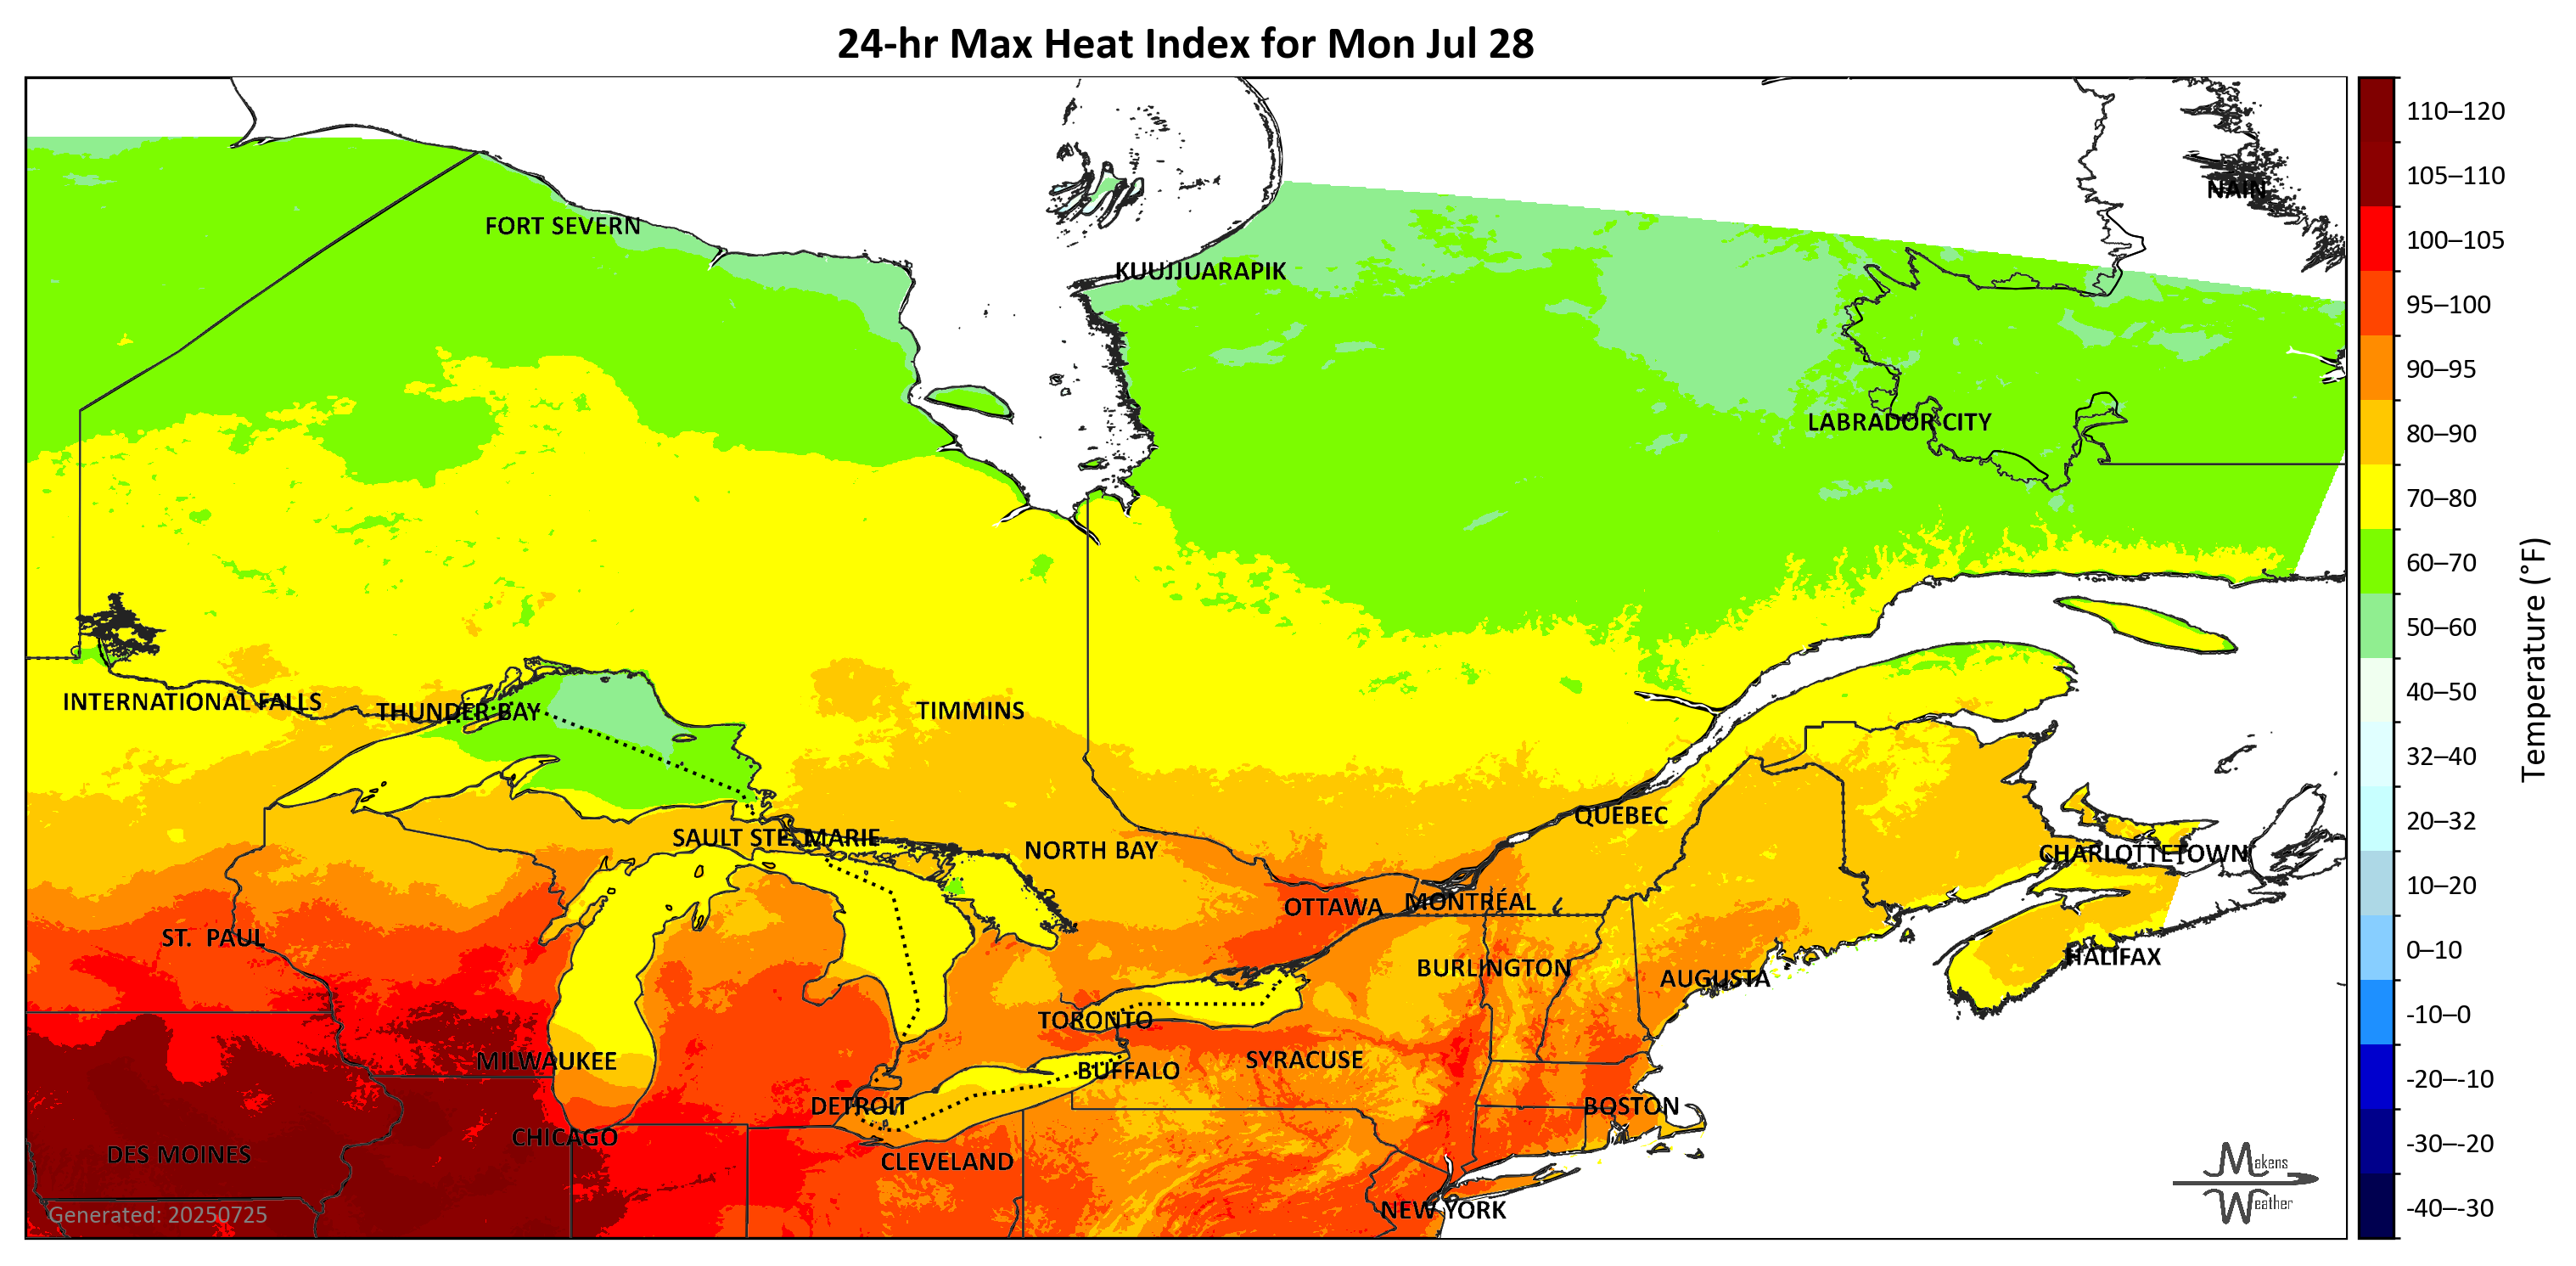 24-hr Max Heat Index for Mon Jul 28
NAIN
FORT SEVERN
KUUJJUARAPIK
LABRADOR CITY
INTERNATIONAL FALLS
THUNDER BAY
TIMMINS
QUÉBEC
SAULT STE. MARIE
NORTH BAY
CHARLOTTETOWN
OTTAWA
MONTRÉAL
ST. PAUL
HALIFAX
BURLINGTON
AUGUSTA
TORONTO
MILWAUKEE
SYRACUSE
BUFFALO
DETROIT
BOSTON
CHICAGO
DES MOINES
CLEVELAND
NEW YORK
Generated: 20250725
Makens
Weather
110–120
105–110
100–105
95–100
90–95
80–90
70–80
60–70
50–60
40–50
32–40
20–32
10–20
0–10
-10–0
-20–-10
-30–-20
-40–-30
Temperature (°F)